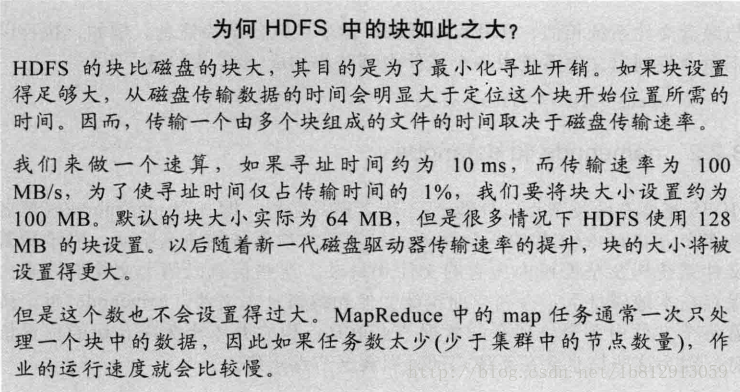 为何 HDFS 中的块如此之大?
HDFS 的块比磁盘的块大，其目的是为了最小化寻址开销。如果块设置
得足够大，从磁盘传输数据的时间会明显大于定位这个块开始位置所需的
时间。因而，传输一个由多个块组成的文件的时间取决于磁盘传输速率。
我们来做一个速算，如果寻址时间约为 10 ms，而传输速率为 100
MB/s，为了使寻址时间仅占传输时间的 1%，我们要将块大小设置约为
100 MB。默认的块大小实际为 64 MB，但是很多情况下 HDFS 使用 128
MB 的块设置。以后随着新一代磁盘驱动器传输速率的提升，块的大小将被
设置得更大。
但是这个数也不会设置得过大。MapReduce 中的 map 任务通常一次只处
理一个块中的数据，因此如果任务数太少(少于集群中的节点数量)，作
业的运行速度就会比较慢。